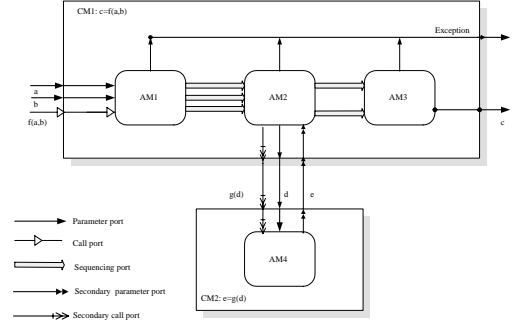 CM1: c=f(a,b)
Exception
a
b
f(a,b)
AM1
AM2
AM3
c
g(d)
d
e
AM4
CM2: e=g(d)
Parameter port
Call port
Sequencing port
Secondary parameter port
Secondary call port